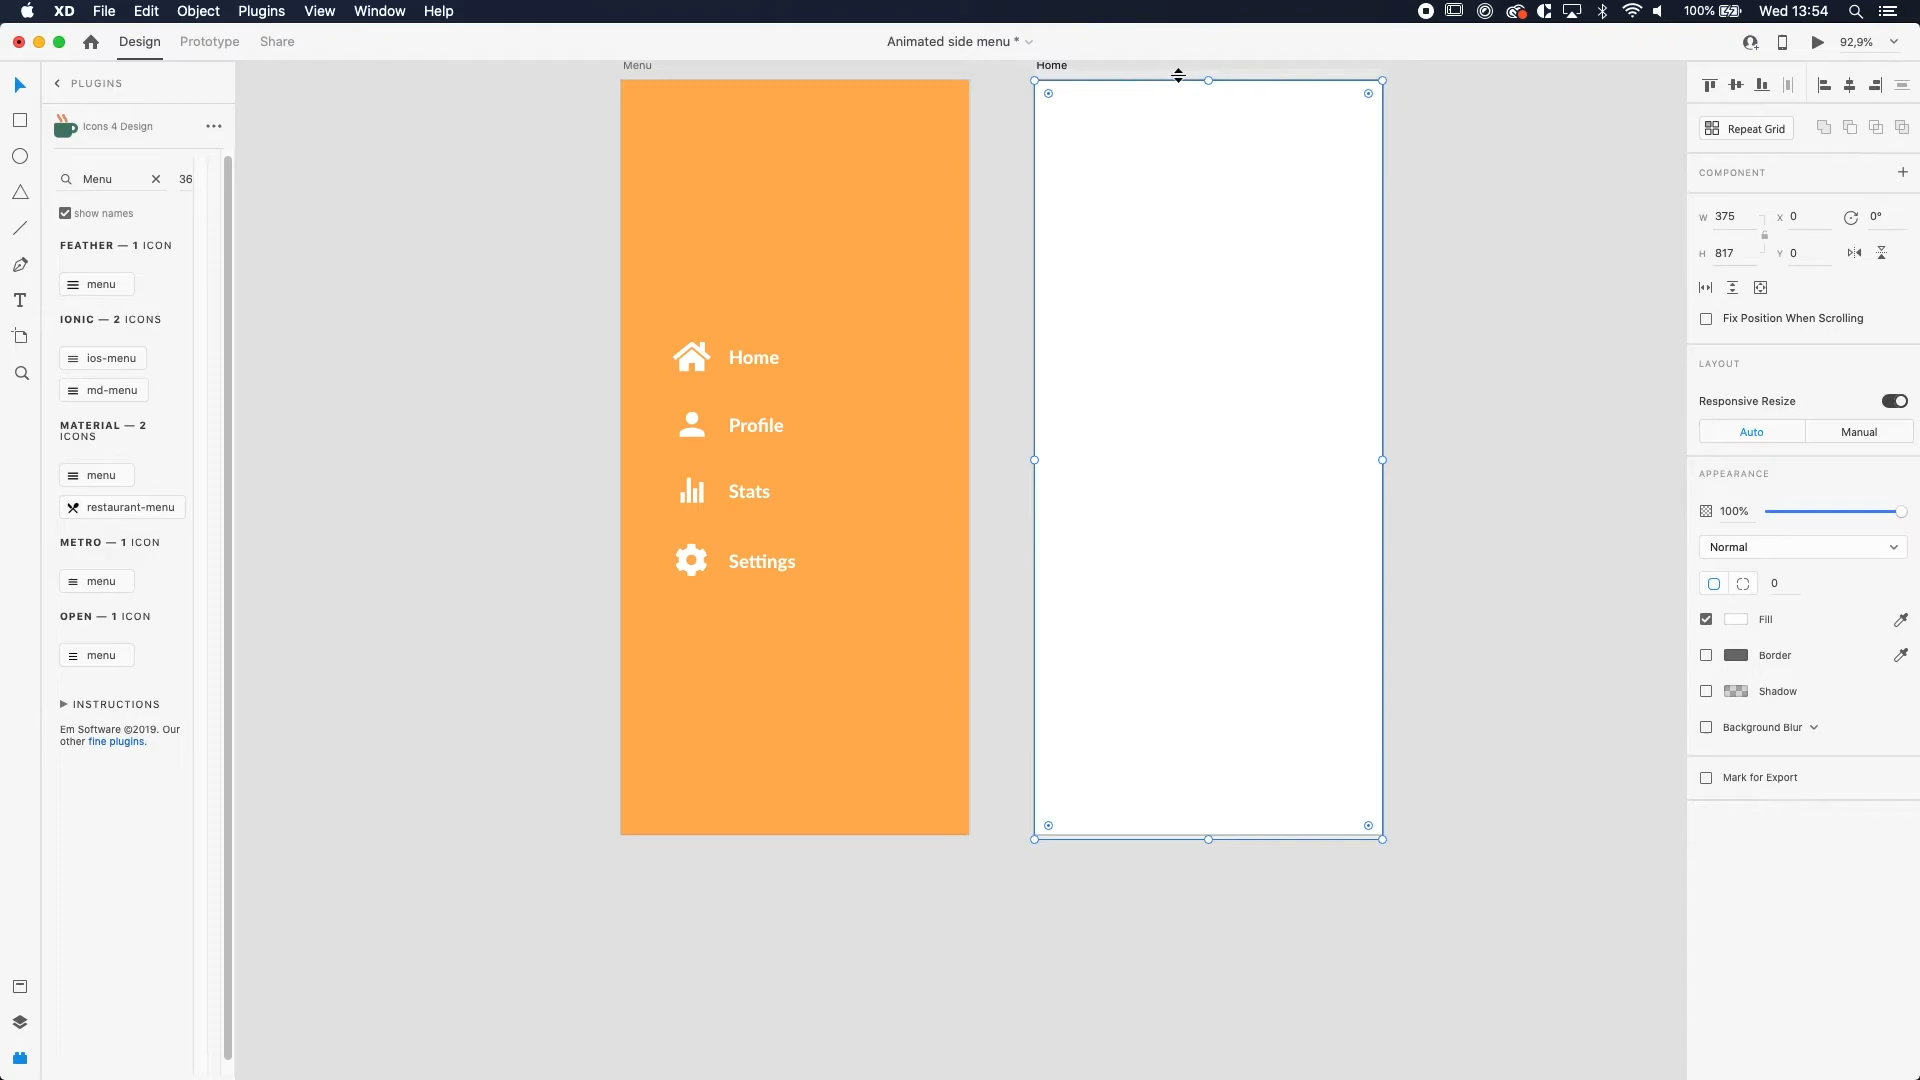 XD File Edit Object Plugins View Window Help
100% Wed 13:54
Design Prototype Share
Animated side menu *
92,9%
PLUGINS
Icons 4 Design
Menu 36
show names
FEATHER — 1 ICON
menu
IONIC — 2 ICONS
ios-menu
md-menu
MATERIAL — 2
ICONS
menu
restaurant-menu
METRO — 1 ICON
menu
OPEN — 1 ICON
menu
INSTRUCTIONS
Em Software ©2019. Our
other fine plugins.
Menu
Home
Profile
Stats
Settings
Home
Repeat Grid
COMPONENT
W 375 X 0 0°
H 817 Y 0
Fix Position When Scrolling
LAYOUT
Responsive Resize
Auto Manual
APPEARANCE
100%
Normal
0
Fill
Border
Shadow
Background Blur
Mark for Export